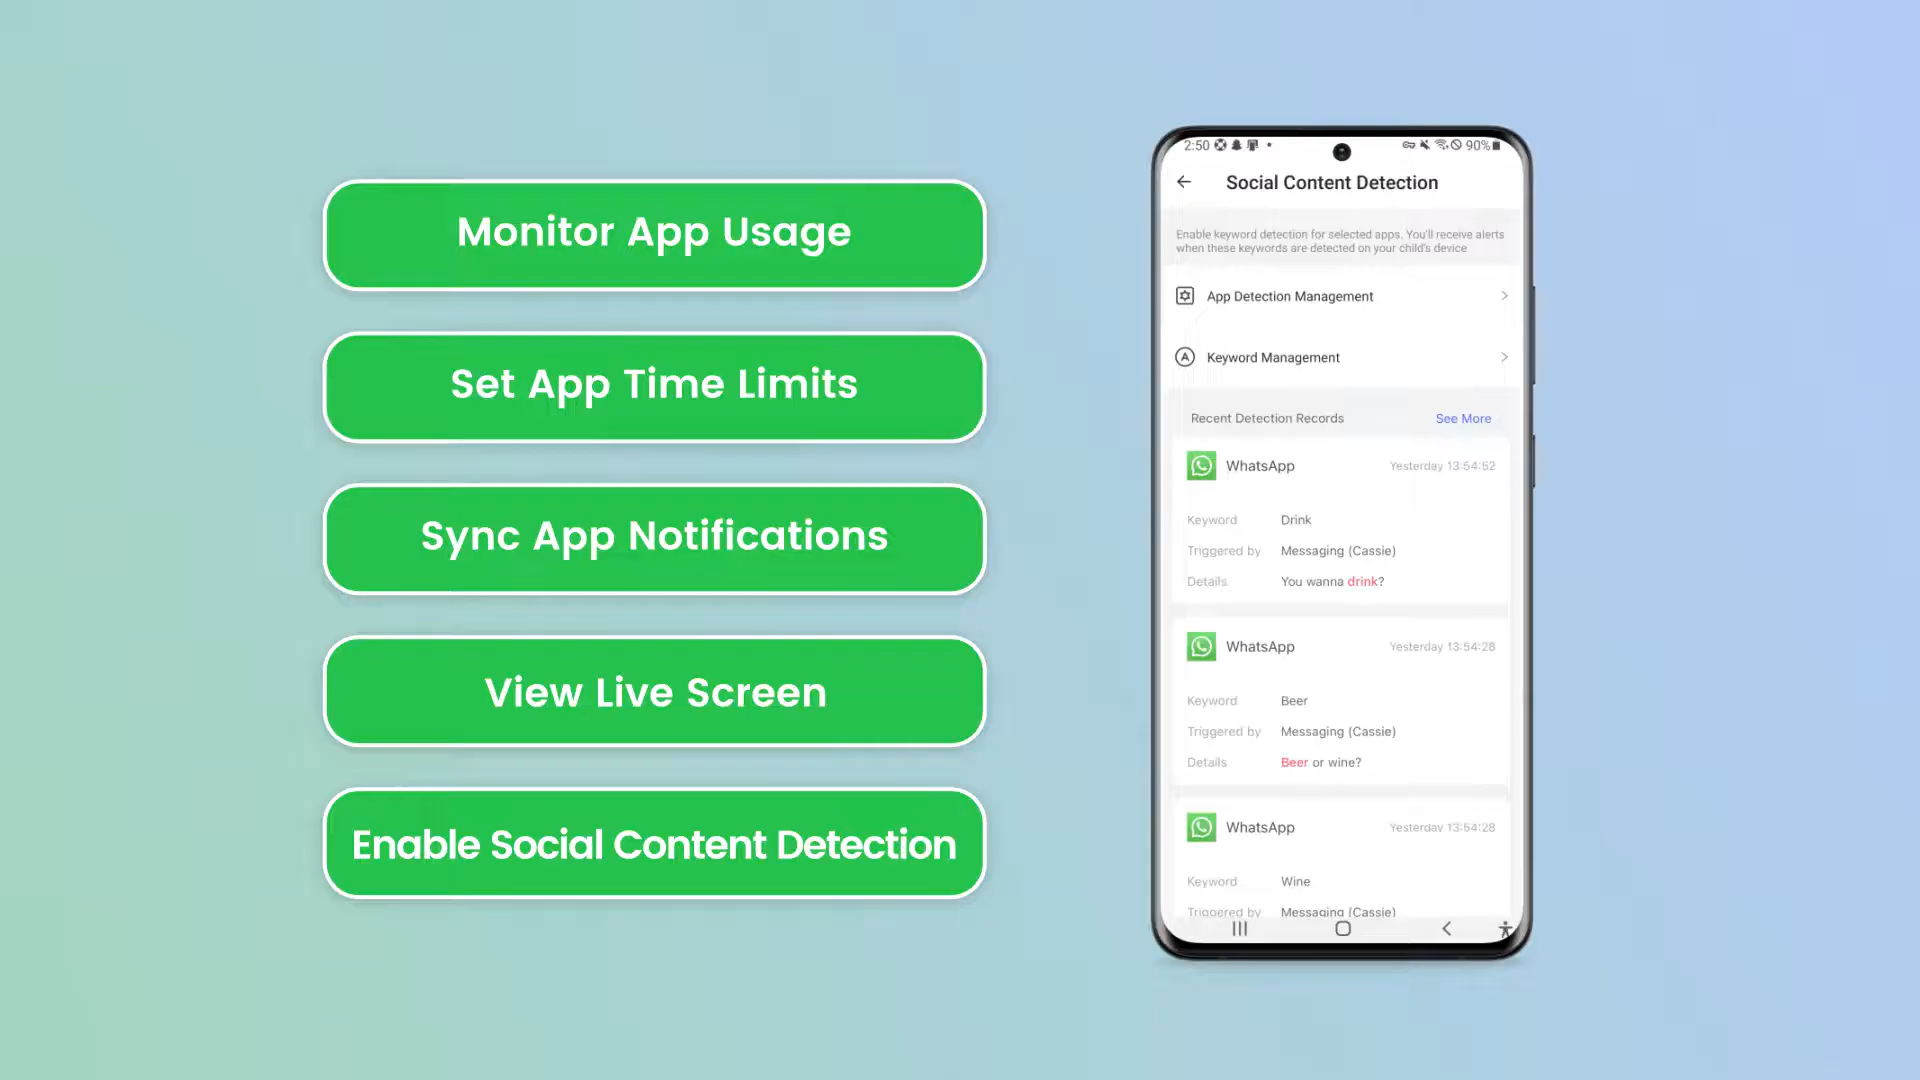 Monitor App Usage
Set App Time Limits
Sync App Notifications
View Live Screen
Enable Social Content Detection
2:50
90%
Social Content Detection
Enable keyword detection for selected apps. You'll receive alerts
when these keywords are detected on your child's device
App Detection Management
Keyword Management
Recent Detection Records See More
WhatsApp Yesterday 13:54:52
Keyword Drink
Triggered by Messaging (Cassie)
Details You wanna drink?
WhatsApp Yesterday 13:54:28
Keyword Beer
Triggered by Messaging (Cassie)
Details Beer or wine?
WhatsApp Yesterday 13:54:28
Keyword Wine
Triggered by Messaging (Cassie)